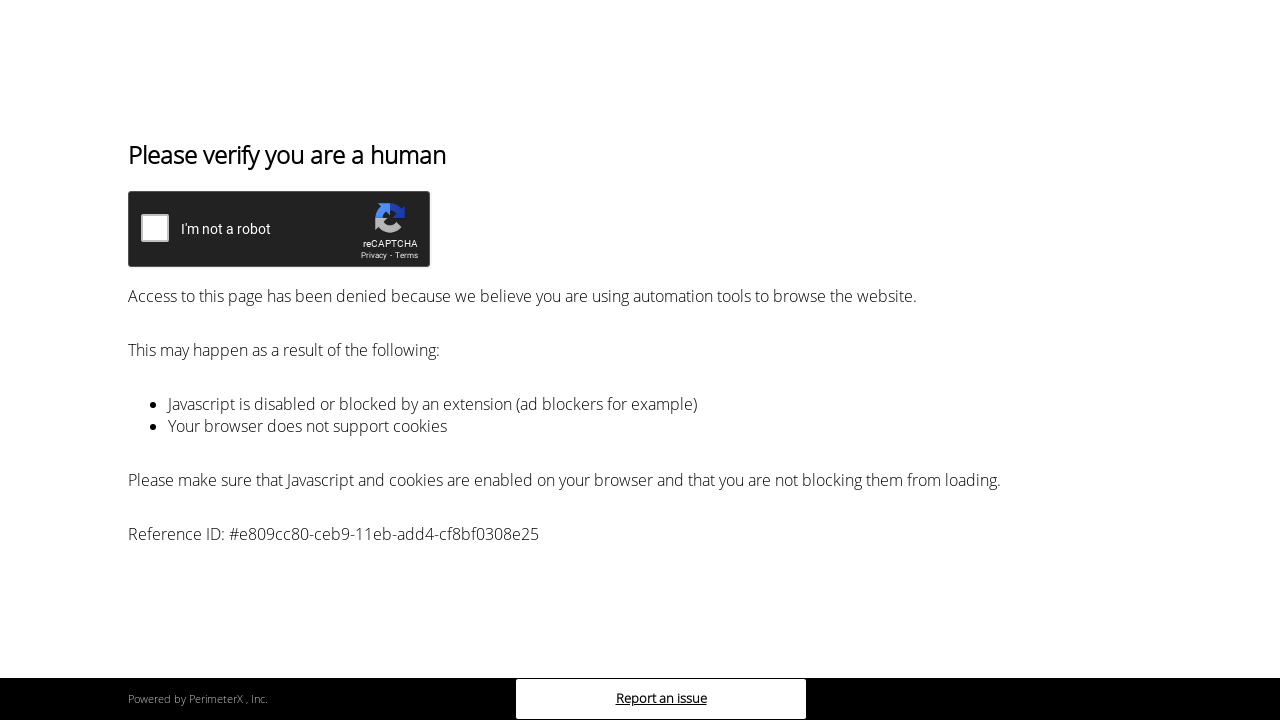 Please verify you are a human
I'm not a robot
reCAPTCHA
Privacy - Terms
Access to this page has been denied because we believe you are using automation tools to browse the website.
This may happen as a result of the following:
Javascript is disabled or blocked by an extension (ad blockers for example)
Your browser does not support cookies
Please make sure that Javascript and cookies are enabled on your browser and that you are not blocking them from loading.
Reference ID: #e809cc80-ceb9-11eb-add4-cf8bf0308e25
Powered by PerimeterX , Inc.
Report an issue